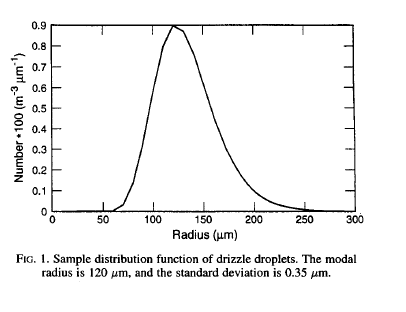 0.9
0.8
0.7
0.6
0.5
0.4
0.3
0.2
0.1
0
Number *100 (m⁻³ µm⁻¹)
0 50 100 150 200 250 300
Radius (µm)
FIG. 1. Sample distribution function of drizzle droplets. The modal
radius is 120 µm, and the standard deviation is 0.35 µm.